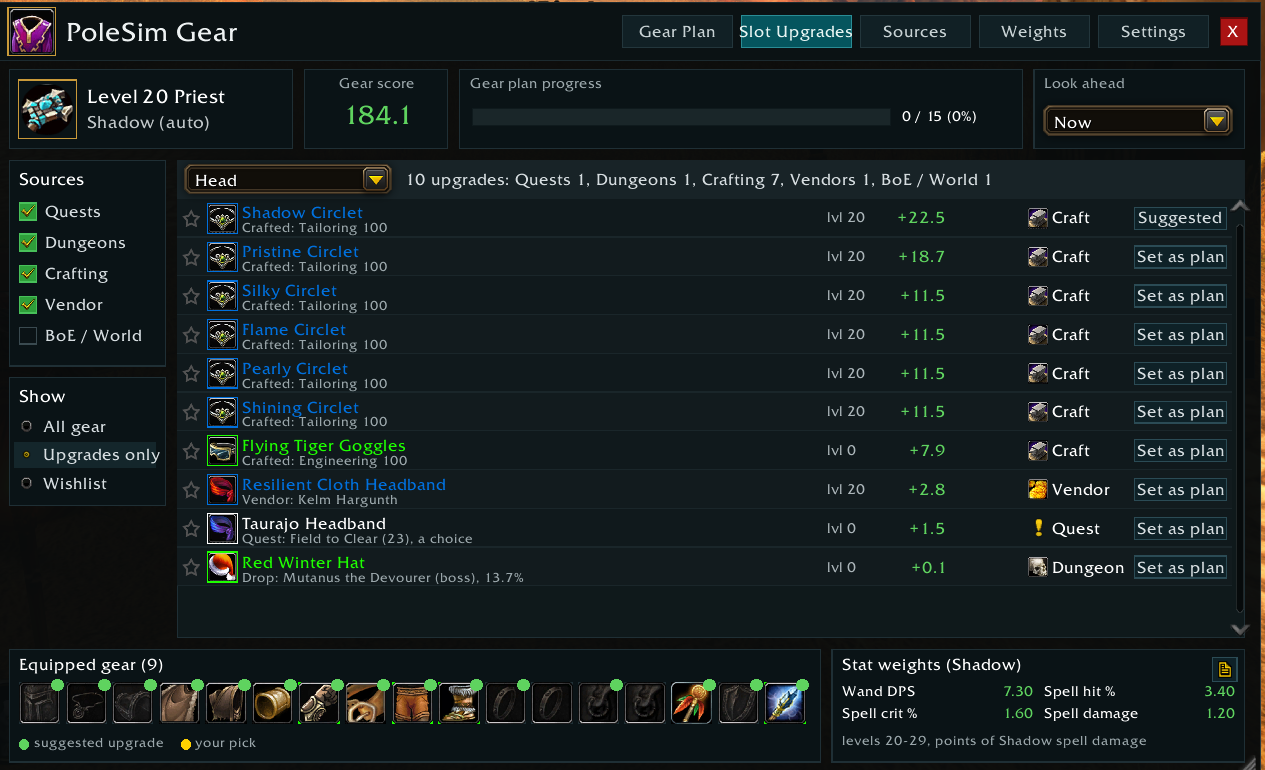 PoleSim Gear
Gear Plan
Slot Upgrades
Sources
Weights
Settings
X
Level 20 Priest
Shadow (auto)
Gear score
184.1
Gear plan progress
0 / 15 (0%)
Look ahead
Now
Sources
Quests
Dungeons
Crafting
Vendor
BoE / World
Show
All gear
Upgrades only
Wishlist
Head
10 upgrades: Quests 1, Dungeons 1, Crafting 7, Vendors 1, BoE / World 1
Shadow Circlet lvl 20 +22.5 Craft Suggested
Crafted: Tailoring 100
Pristine Circlet lvl 20 +18.7 Craft Set as plan
Crafted: Tailoring 100
Silky Circlet lvl 20 +11.5 Craft Set as plan
Crafted: Tailoring 100
Flame Circlet lvl 20 +11.5 Craft Set as plan
Crafted: Tailoring 100
Pearly Circlet lvl 20 +11.5 Craft Set as plan
Crafted: Tailoring 100
Shining Circlet lvl 20 +11.5 Craft Set as plan
Crafted: Tailoring 100
Flying Tiger Goggles lvl 0 +7.9 Craft Set as plan
Crafted: Engineering 100
Resilient Cloth Headband lvl 20 +2.8 Vendor Set as plan
Vendor: Kelm Hargunth
Taurajo Headband lvl 0 +1.5 Quest Set as plan
Quest: Field to Clear (23), a choice
Red Winter Hat lvl 0 +0.1 Dungeon Set as plan
Drop: Mutanus the Devourer (boss), 13.7%
Equipped gear (9)
suggested upgrade
your pick
Stat weights (Shadow)
Wand DPS 7.30 Spell hit % 3.40
Spell crit % 1.60 Spell damage 1.20
levels 20-29, points of Shadow spell damage